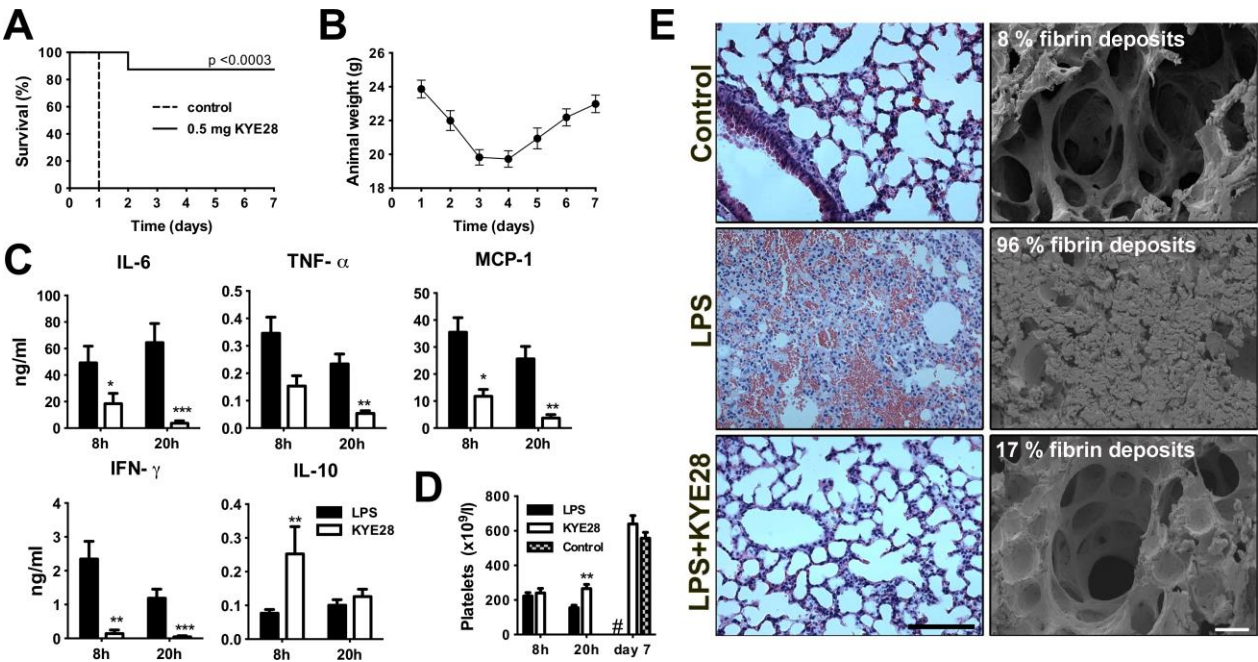 A
Survival (%)
100
80
60
40
20
0
p <0.0003
control
0.5 mg KYE28
0 1 2 3 4 5 6 7
Time (days)
B
Animal weight (g)
26
24
22
20
18
0 1 2 3 4 5 6 7
Time (days)
C
IL-6
ng/ml
100
80
60
40
20
0
*
***
8h 20h
TNF- α
0.5
0.4
0.3
0.2
0.1
0.0
**
8h 20h
MCP-1
50
40
30
20
10
0
*
**
8h 20h
IFN- γ
ng/ml
4
3
2
1
0
**
***
8h 20h
IL-10
0.4
0.3
0.2
0.1
0.0
**
LPS
KYE28
8h 20h
D
Platelets (x10⁹/l)
800
600
400
200
0
LPS
KYE28
Control
**
#
8h 20h day 7
E
Control
8 % fibrin deposits
LPS
96 % fibrin deposits
LPS+KYE28
17 % fibrin deposits